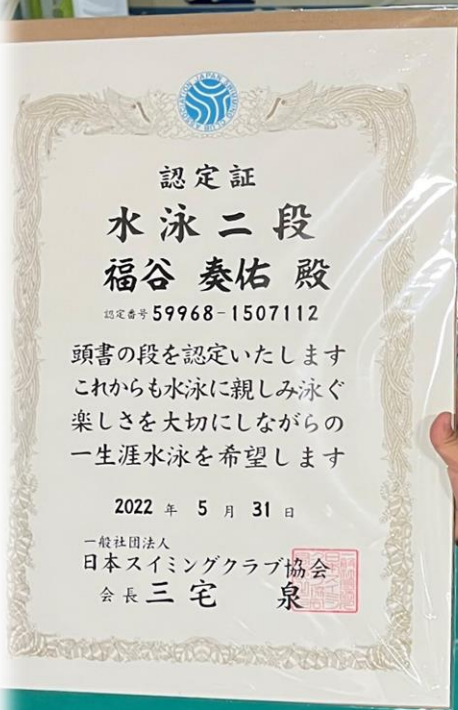 認定証
水泳二段
福谷 奏佑 殿
認定番号 59968-1507112
頭書の段を認定いたします
これからも水泳に親しみ泳ぐ
楽しさを大切にしながらの
一生涯水泳を希望します
2022 年 5 月 31 日
一般社団法人
日本スイミングクラブ協会
会長 三宅 泉